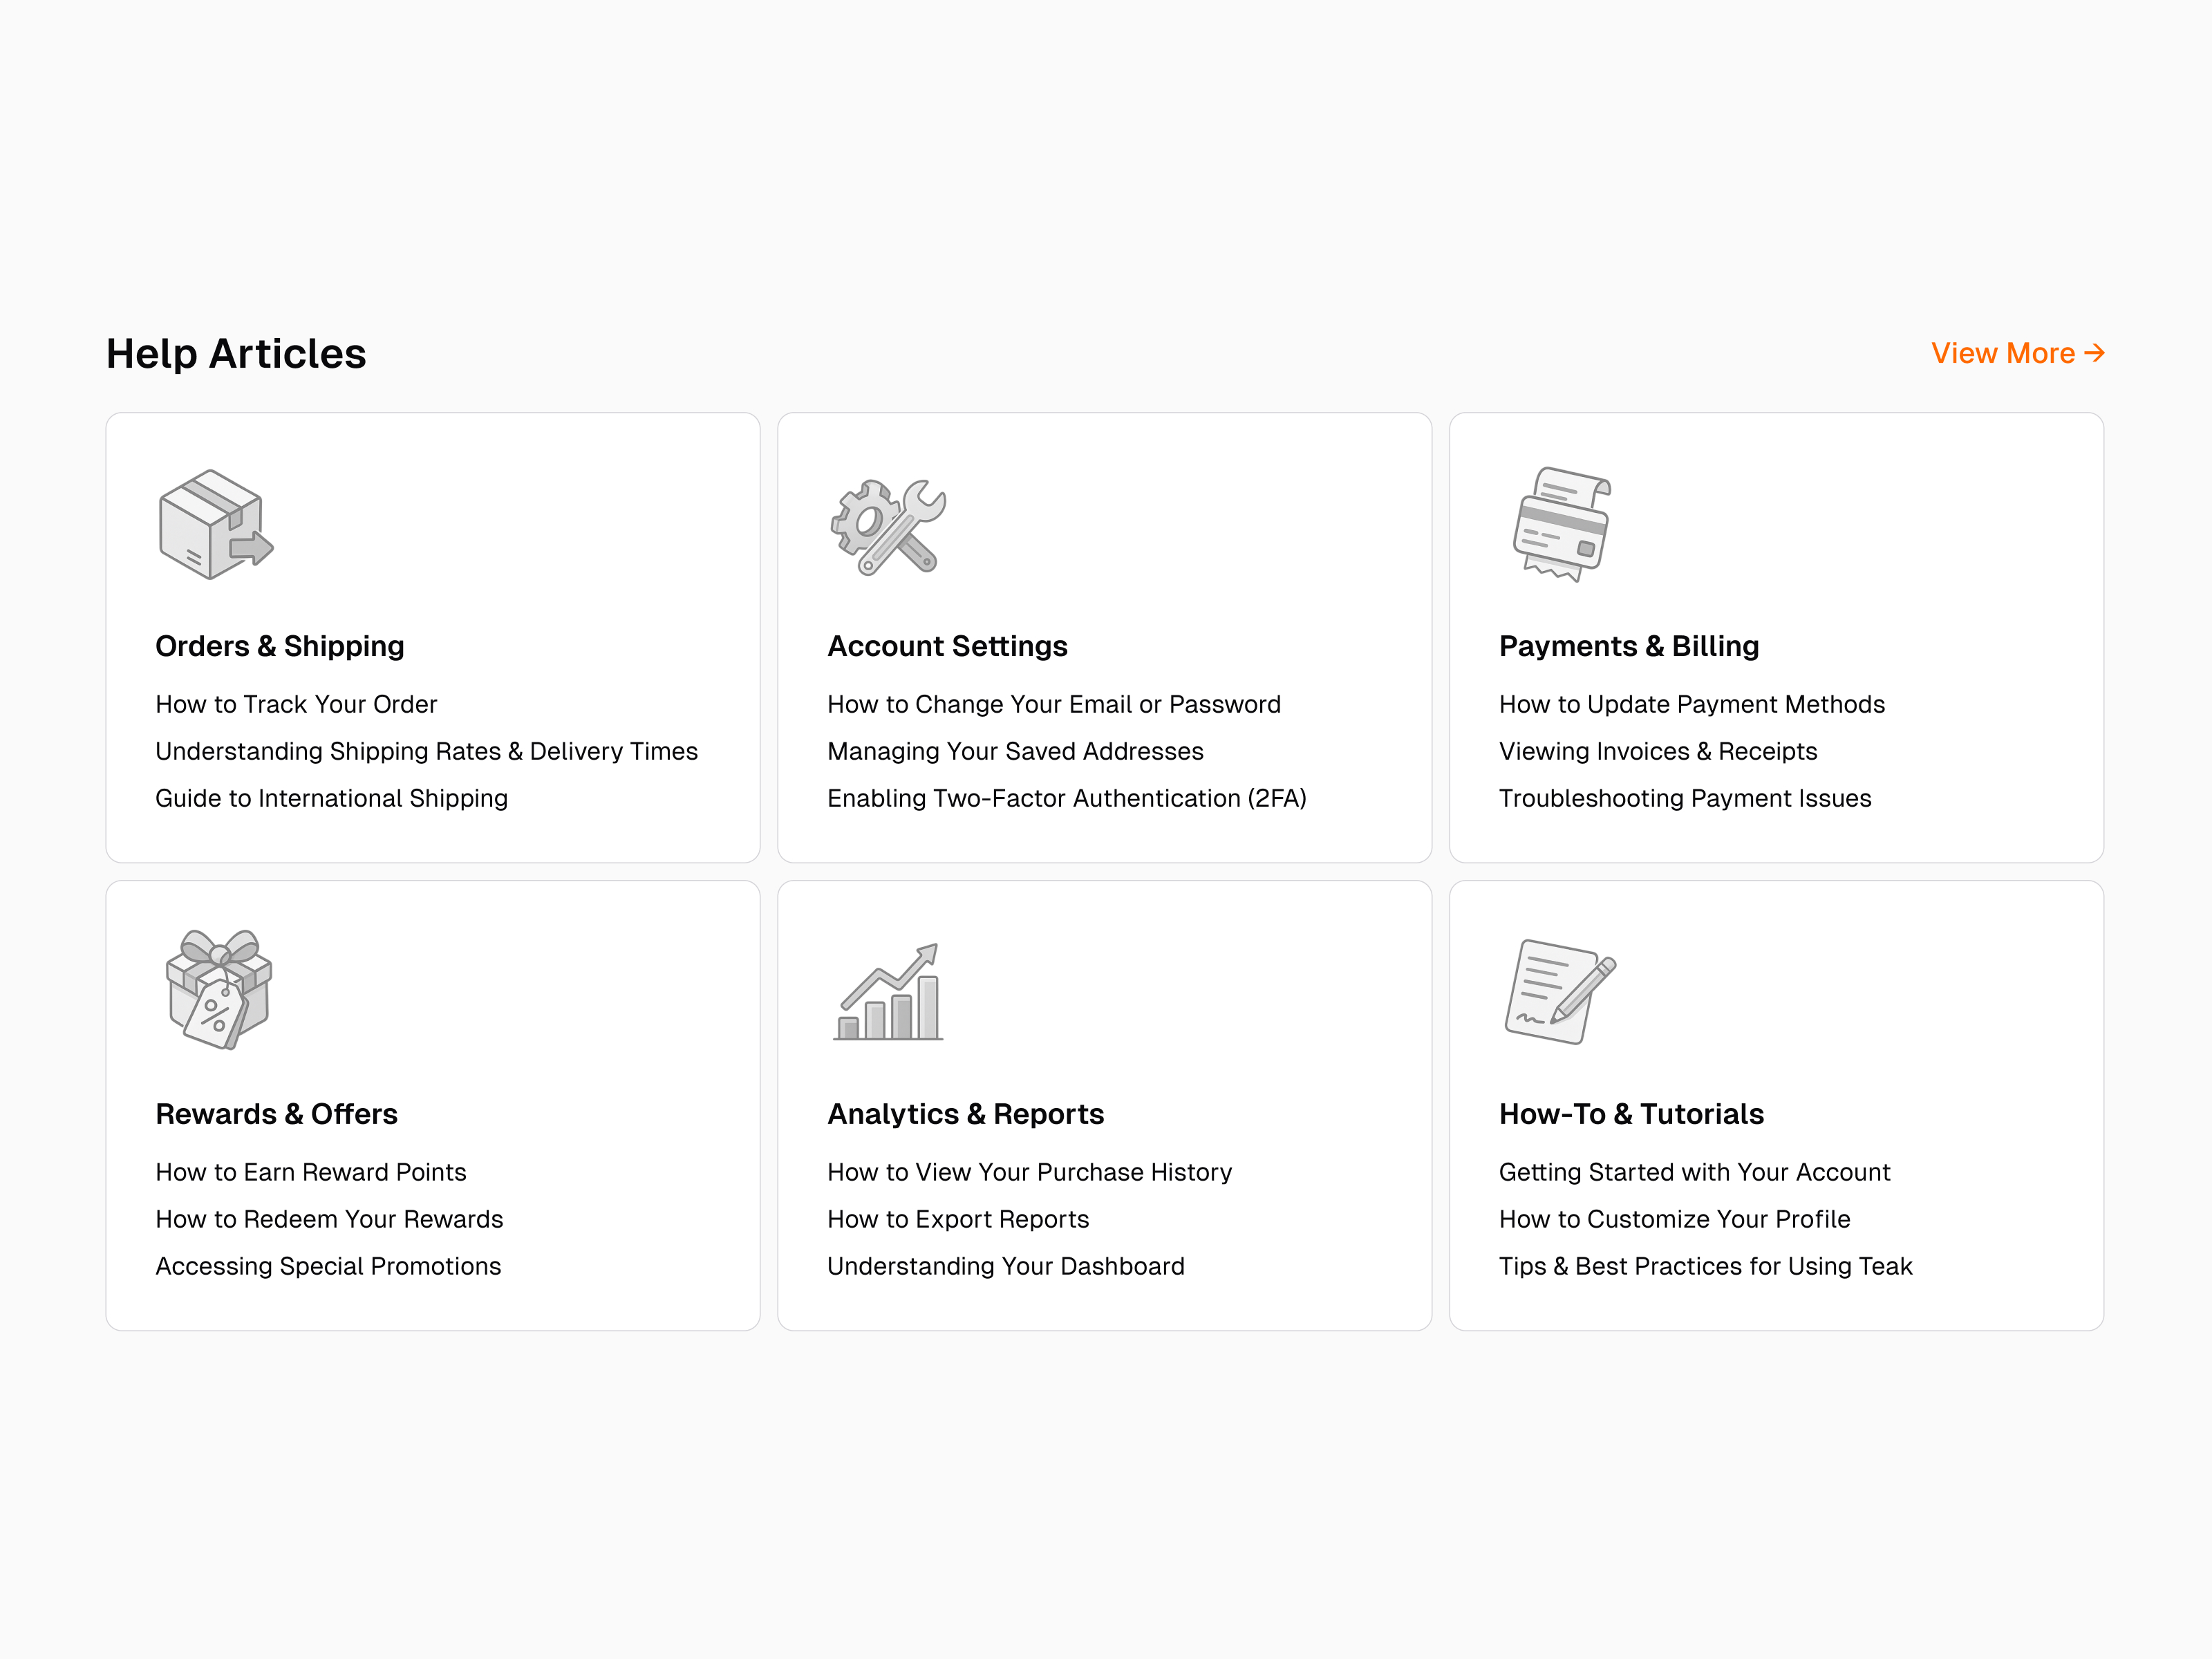 Help Articles
View More →
Orders & Shipping
How to Track Your Order
Understanding Shipping Rates & Delivery Times
Guide to International Shipping
Account Settings
How to Change Your Email or Password
Managing Your Saved Addresses
Enabling Two-Factor Authentication (2FA)
Payments & Billing
How to Update Payment Methods
Viewing Invoices & Receipts
Troubleshooting Payment Issues
Rewards & Offers
How to Earn Reward Points
How to Redeem Your Rewards
Accessing Special Promotions
Analytics & Reports
How to View Your Purchase History
How to Export Reports
Understanding Your Dashboard
How-To & Tutorials
Getting Started with Your Account
How to Customize Your Profile
Tips & Best Practices for Using Teak